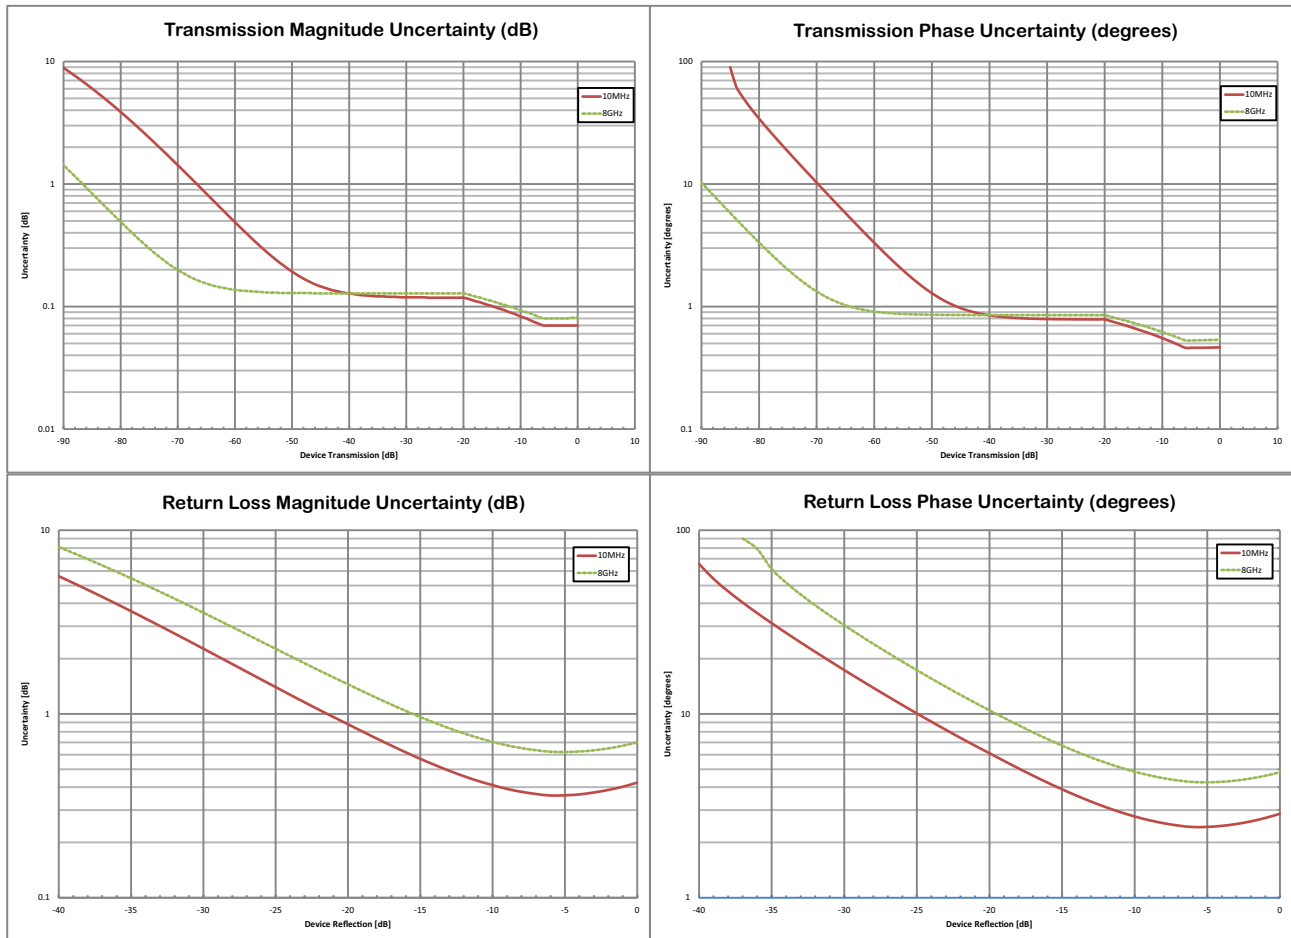 Transmission Magnitude Uncertainty (dB)
10
1
0.1
0.01
Uncertainty [dB]
10MHz
8GHz
-90 -80 -70 -60 -50 -40 -30 -20 -10 0 10
Device Transmission [dB]
Transmission Phase Uncertainty (degrees)
100
10
1
0.1
Uncertainty [degrees]
10MHz
8GHz
-90 -80 -70 -60 -50 -40 -30 -20 -10 0 10
Device Transmission [dB]
Return Loss Magnitude Uncertainty (dB)
10
1
0.1
Uncertainty [dB]
10MHz
8GHz
-40 -35 -30 -25 -20 -15 -10 -5 0
Device Reflection [dB]
Return Loss Phase Uncertainty (degrees)
100
10
1
Uncertainty [degrees]
10MHz
8GHz
-40 -35 -30 -25 -20 -15 -10 -5 0
Device Reflection [dB]